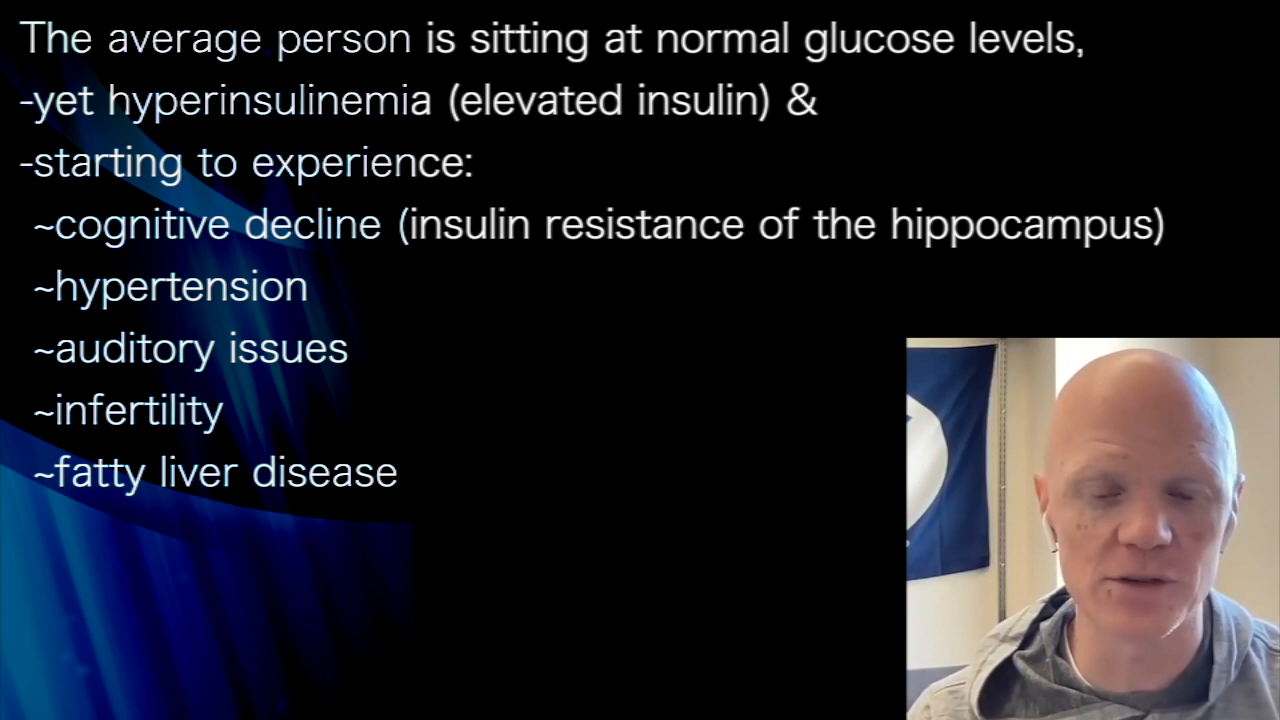 The average person is sitting at normal glucose levels,
-yet hyperinsulinemia (elevated insulin) &
-starting to experience:
~cognitive decline (insulin resistance of the hippocampus)
~hypertension
~auditory issues
~infertility
~fatty liver disease